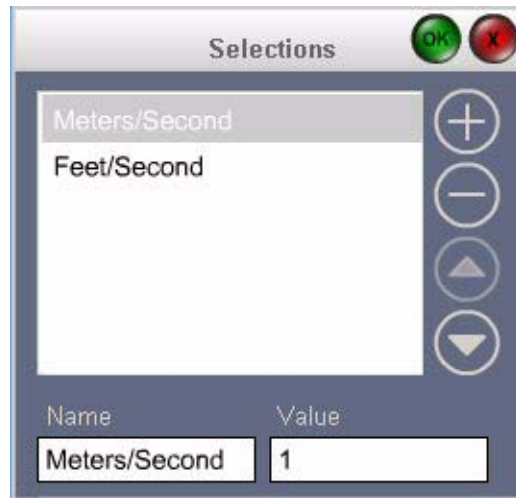 Selections
OK X
Meters/Second
Feet/Second
Name Value
Meters/Second 1